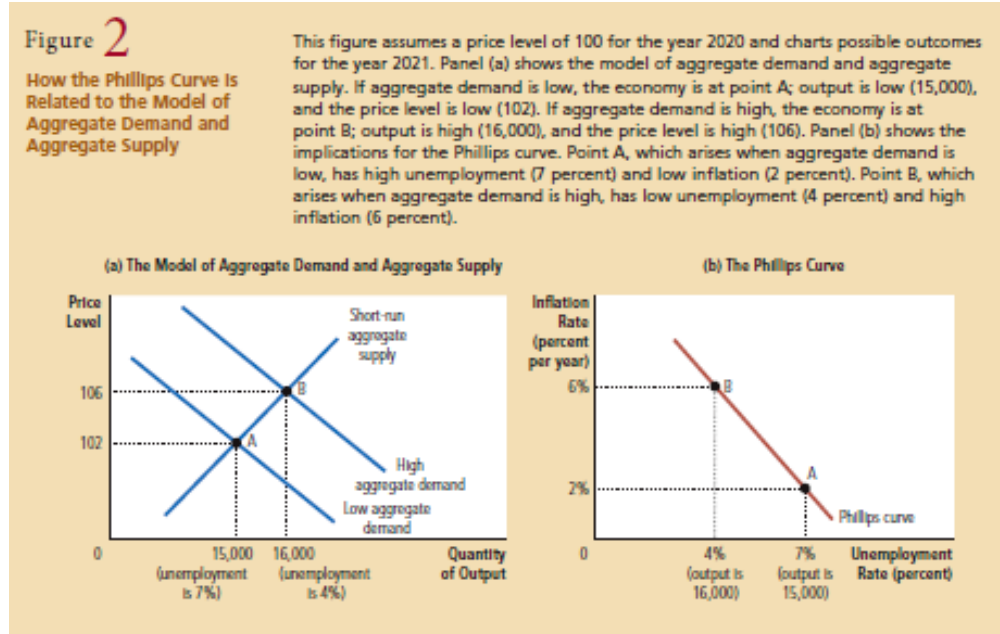 Figure 2
How the Phillips Curve Is
Related to the Model of
Aggregate Demand and
Aggregate Supply
This figure assumes a price level of 100 for the year 2020 and charts possible outcomes
for the year 2021. Panel (a) shows the model of aggregate demand and aggregate
supply. If aggregate demand is low, the economy is at point A; output is low (15,000),
and the price level is low (102). If aggregate demand is high, the economy is at
point B; output is high (16,000), and the price level is high (106). Panel (b) shows the
implications for the Phillips curve. Point A, which arises when aggregate demand is
low, has high unemployment (7 percent) and low inflation (2 percent). Point B, which
arises when aggregate demand is high, has low unemployment (4 percent) and high
inflation (6 percent).
(a) The Model of Aggregate Demand and Aggregate Supply
Price
Level
Short-run
aggregate
supply
106
B
102
A
High
aggregate demand
Low aggregate
demand
0
15,000
(unemployment
is 7%)
16,000
(unemployment
is 4%)
Quantity
of Output
(b) The Phillips Curve
Inflation
Rate
(percent
per year)
6%
B
A
2%
Phillips curve
0
4%
(output is
16,000)
7%
(output is
15,000)
Unemployment
Rate (percent)